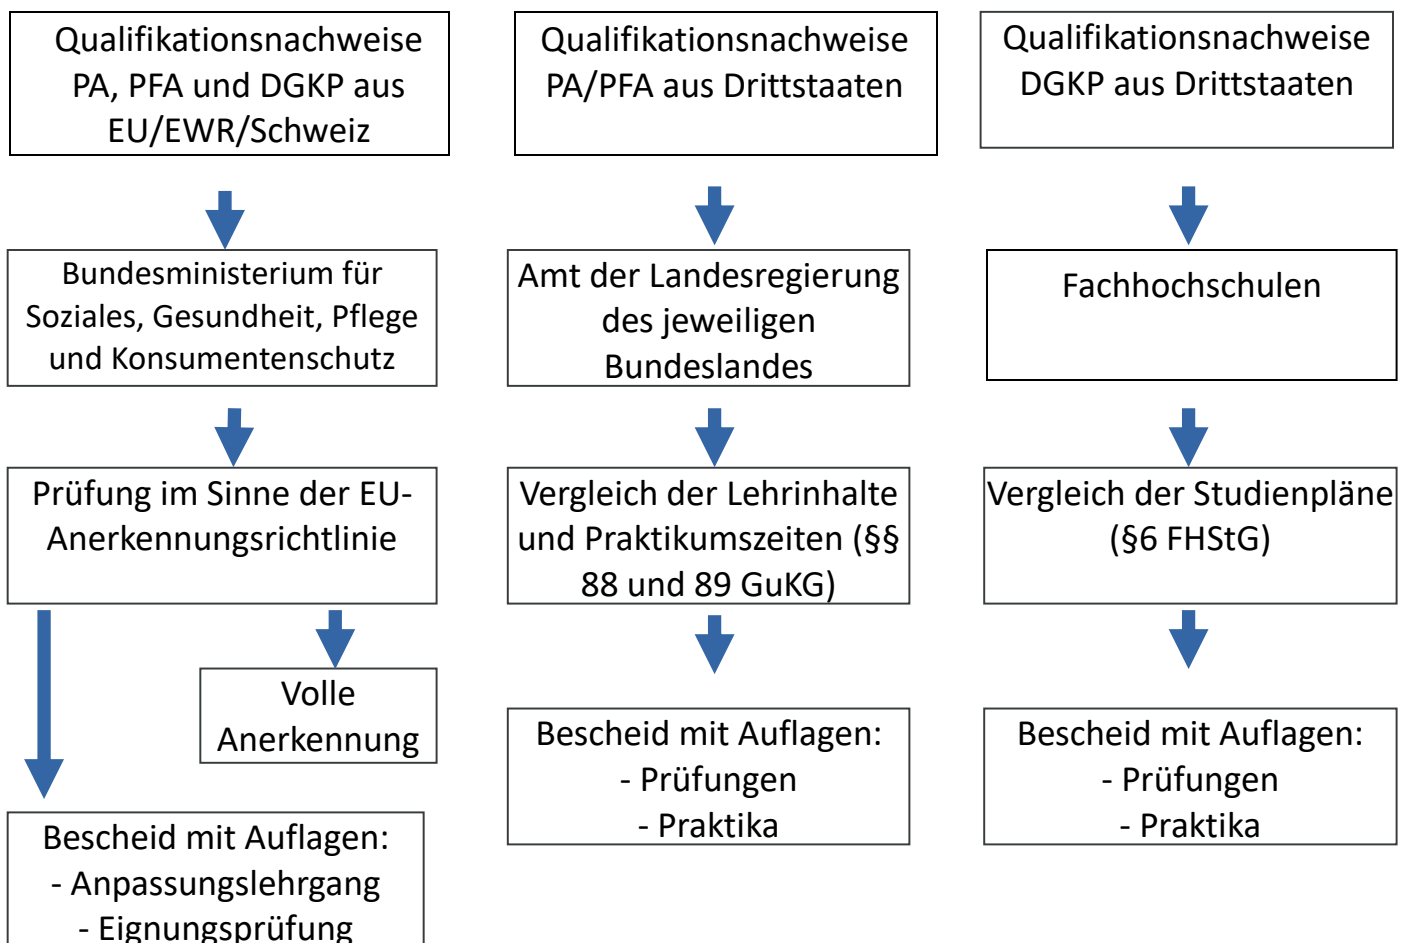 Qualifikationsnachweise
PA, PFA und DGKP aus
EU/EWR/Schweiz
Bundesministerium für
Soziales, Gesundheit, Pflege
und Konsumentenschutz
Prüfung im Sinne der EU-
Anerkennungsrichtlinie
Volle
Anerkennung
Bescheid mit Auflagen:
- Anpassungslehrgang
- Eignungsprüfung
Qualifikationsnachweise
PA/PFA aus Drittstaaten
Amt der Landesregierung
des jeweiligen
Bundeslandes
Vergleich der Lehrinhalte
und Praktikumszeiten (§§
88 und 89 GuKG)
Bescheid mit Auflagen:
- Prüfungen
- Praktika
Qualifikationsnachweise
DGKP aus Drittstaaten
Fachhochschulen
Vergleich der Studienpläne
(§6 FHStG)
Bescheid mit Auflagen:
- Prüfungen
- Praktika